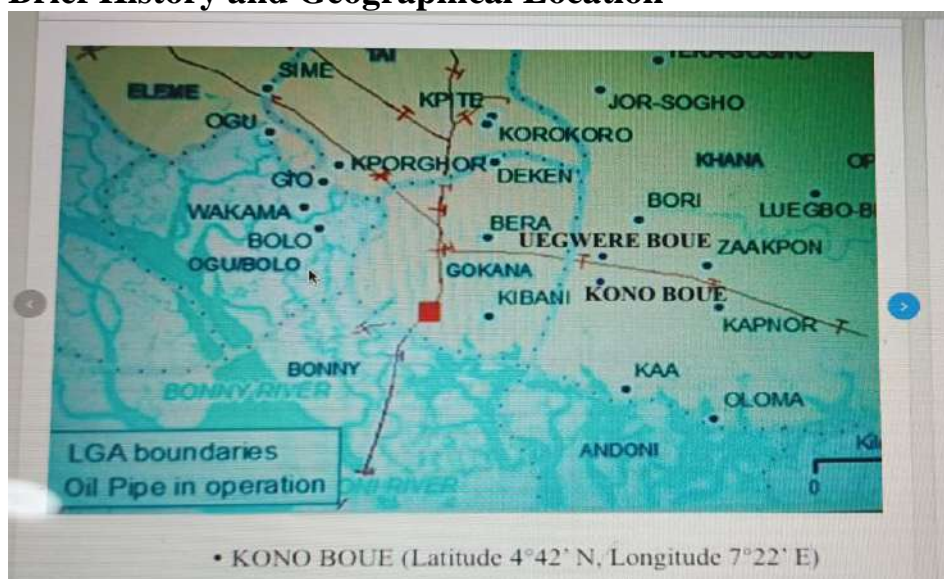 Brief History and Geographical Location
TAI
SIME
ELEME
KPITE
JOR-SOGHO
OGU
KOROKORO
KPORGHOR
KHANA
GIO
DEKEN
BORI
WAKAMA
LUEGBO-B
BERA
BOLO
UEGWERE BOUE
ZAAKPON
OGU/BOLO
GOKANA
KIBANI
KONO BOUE
KAPNOR
BONNY
KAA
BONNY RIVER
OLOMA
ANDONI
LGA boundaries
Oil Pipe in operation
0
• KONO BOUE (Latitude 4°42’ N, Longitude 7°22’ E)